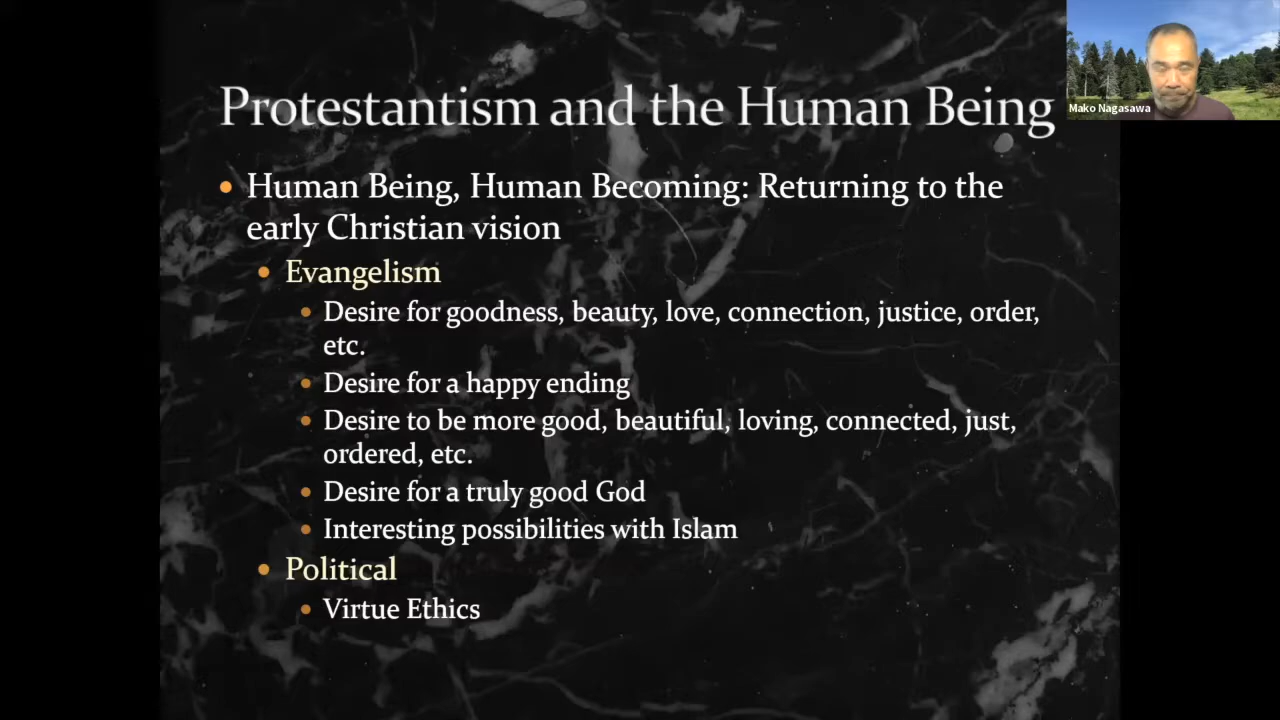 Protestantism and the Human Being
Mako Nagasawa
• Human Being, Human Becoming: Returning to the
early Christian vision
• Evangelism
• Desire for goodness, beauty, love, connection, justice, order,
etc.
• Desire for a happy ending
• Desire to be more good, beautiful, loving, connected, just,
ordered, etc.
• Desire for a truly good God
• Interesting possibilities with Islam
• Political
• Virtue Ethics